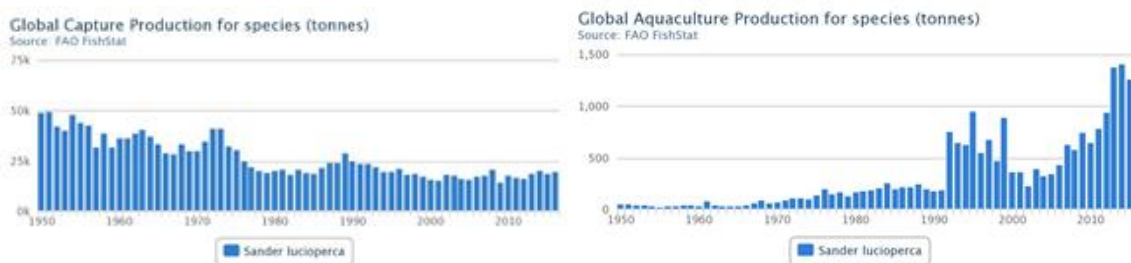 Global Capture Production for species (tonnes)
Source: FAO FishStat
75k
50k
25k
0k
1950 1960 1970 1980 1990 2000 2010
Sander lucioperca
Global Aquaculture Production for species (tonnes)
Source: FAO FishStat
1,500
1,000
500
0
1950 1960 1970 1980 1990 2000 2010
Sander lucioperca